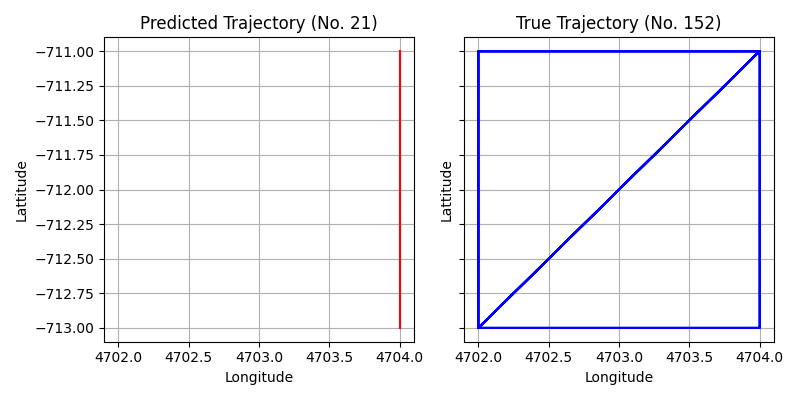 Predicted Trajectory (No. 21)
True Trajectory (No. 152)
−711.00
−711.25
−711.50
−711.75
−712.00
−712.25
−712.50
−712.75
−713.00
Lattitude
Lattitude
4702.0 4702.5 4703.0 4703.5 4704.0
4702.0 4702.5 4703.0 4703.5 4704.0
Longitude
Longitude